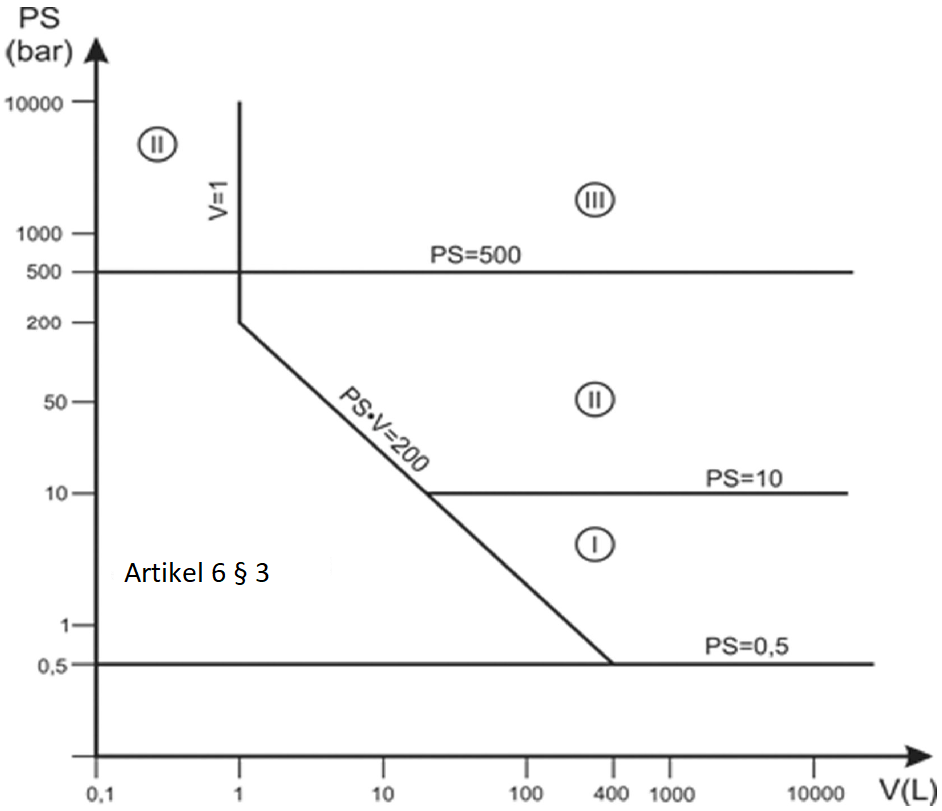 PS
(bar)
10000
II
V=1
III
1000
PS=500
500
200
PS•V=200
50
II
PS=10
10
I
Artikel 6 § 3
1
PS=0,5
0,5
0,1
1
10
100
400
1000
10000
V(L)